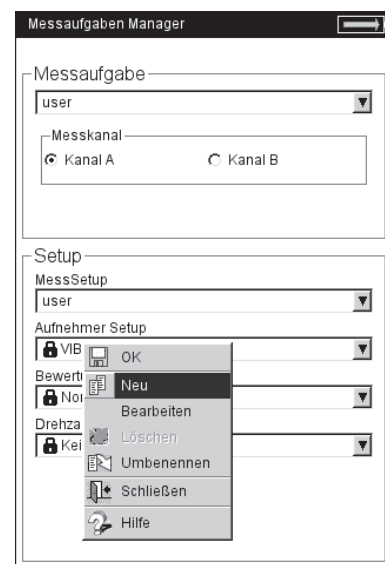 Messaufgaben Manager
Messaufgabe
user
Messkanal
Kanal A
Kanal B
Setup
MessSetup
user
Aufnehmer Setup
VIB
OK
Bewert
Neu
Nor
Bearbeiten
Drehza
Löschen
Kei
Umbenennen
Schließen
Hilfe